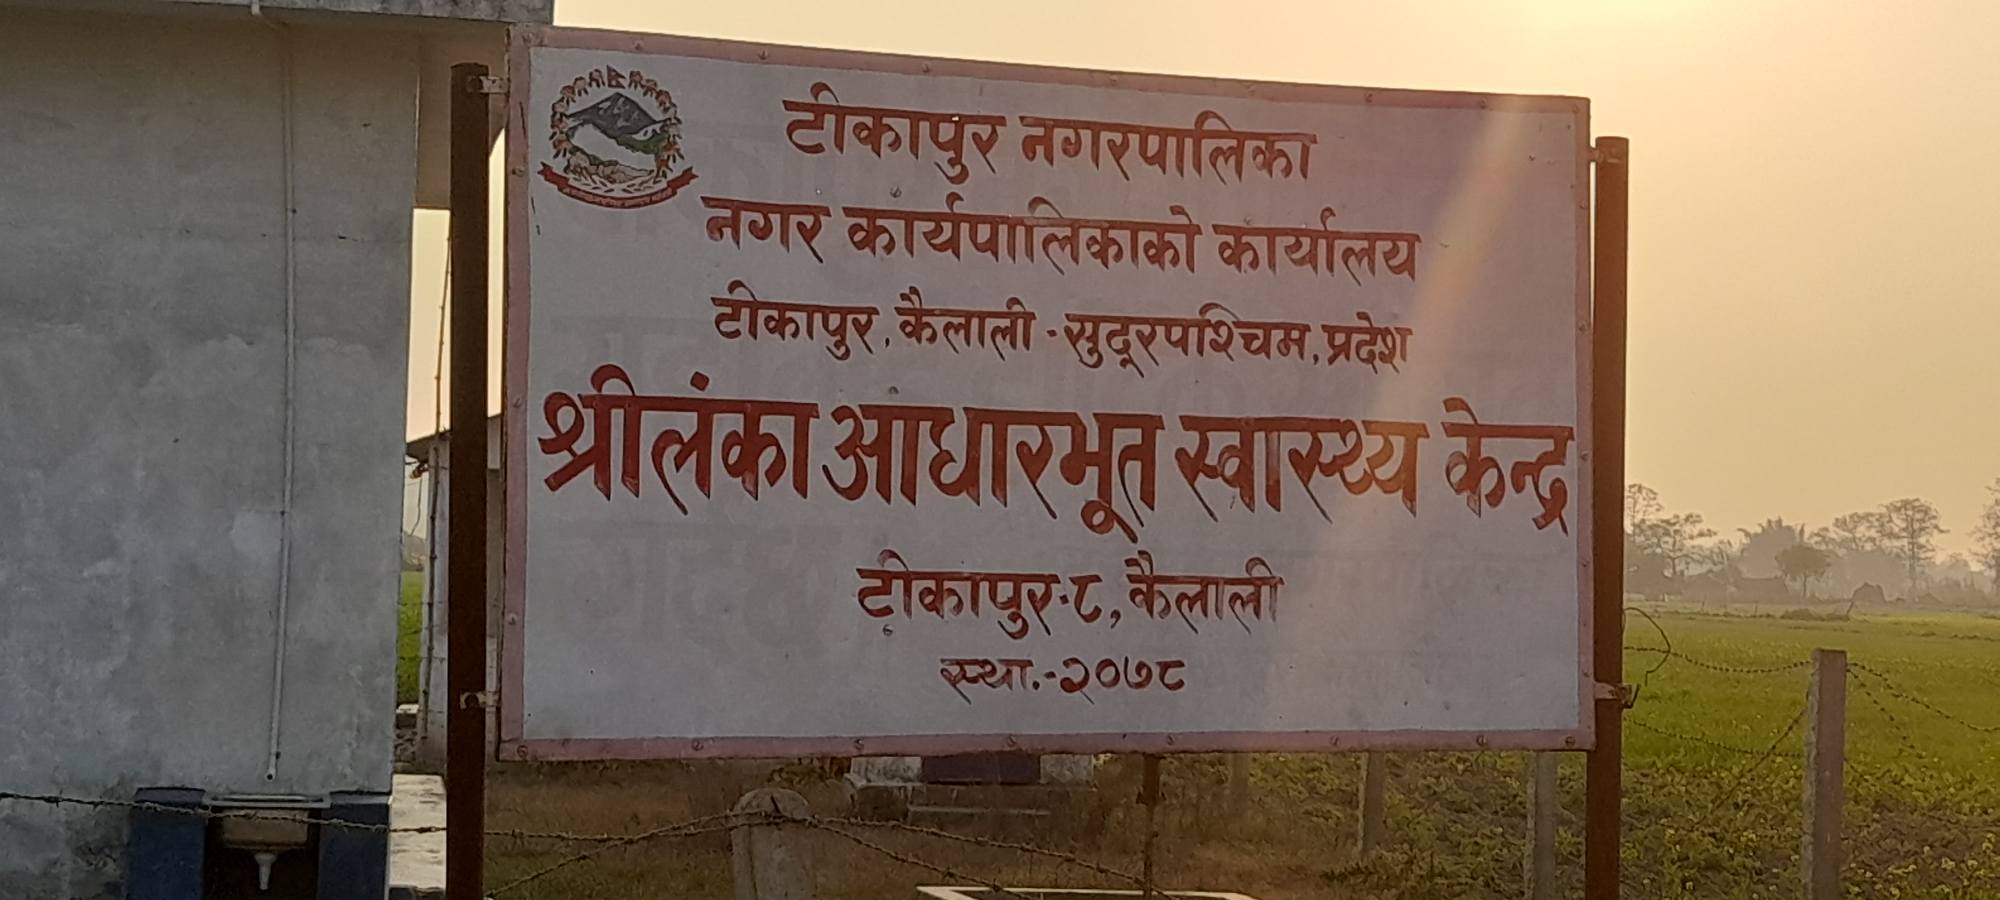 टीकापुर नगरपालिका
नगर कार्यपालिकाको कार्यालय
टीकापुर, कैलाली - सुदूरपश्चिम, प्रदेश
श्रीलंका आधारभूत स्वास्थ्य केन्द्र
टीकापुर-८, कैलाली
स्था.-२०७८